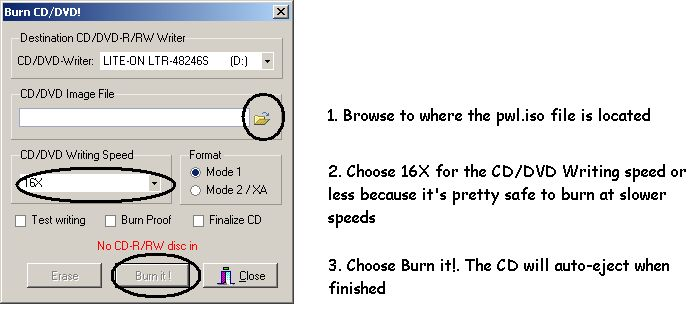 Burn CD/DVD!
Destination CD/DVD-R/RW Writer
CD/DVD-Writer: LITE-ON LTR-48246S (D:)
CD/DVD Image File
1. Browse to where the pwl.iso file is located
CD/DVD Writing Speed
16X
Format
Mode 1
Mode 2 / XA
2. Choose 16X for the CD/DVD Writing speed or
less because it's pretty safe to burn at slower
speeds
Test writing
Burn Proof
Finalize CD
No CD-R/RW disc in
Erase
Burn it !
Close
3. Choose Burn it!. The CD will auto-eject when
finished